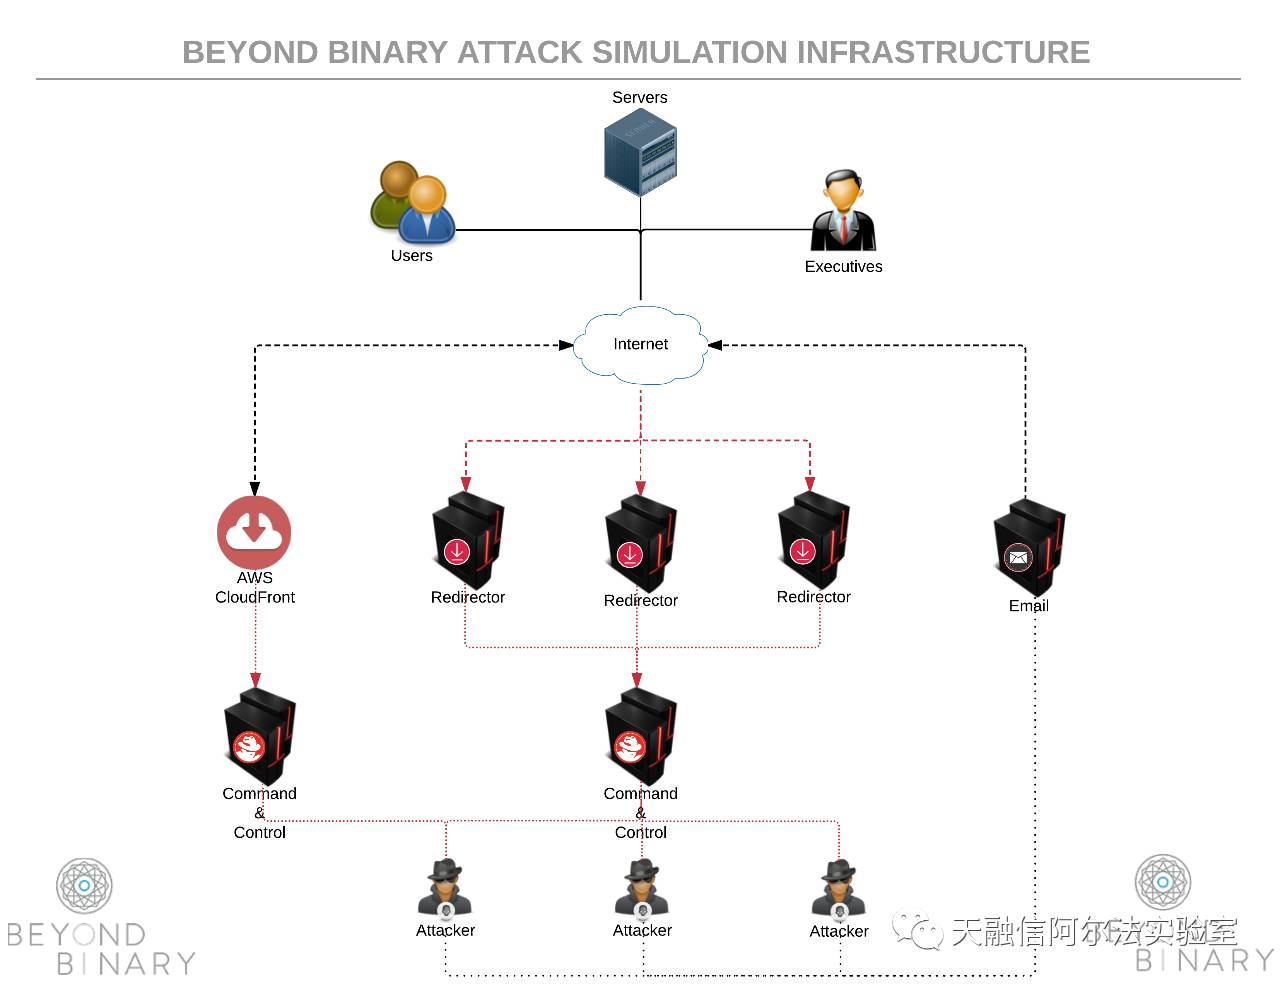 BEYOND BINARY ATTACK SIMULATION INFRASTRUCTURE
Servers
Users
Executives
Internet
AWS
CloudFront
Redirector
Redirector
Redirector
Email
Command
&
Control
Command
&
Control
Attacker
Attacker
Attacker
BEYOND
BINARY
天融信阿尔法实验室
BINARY